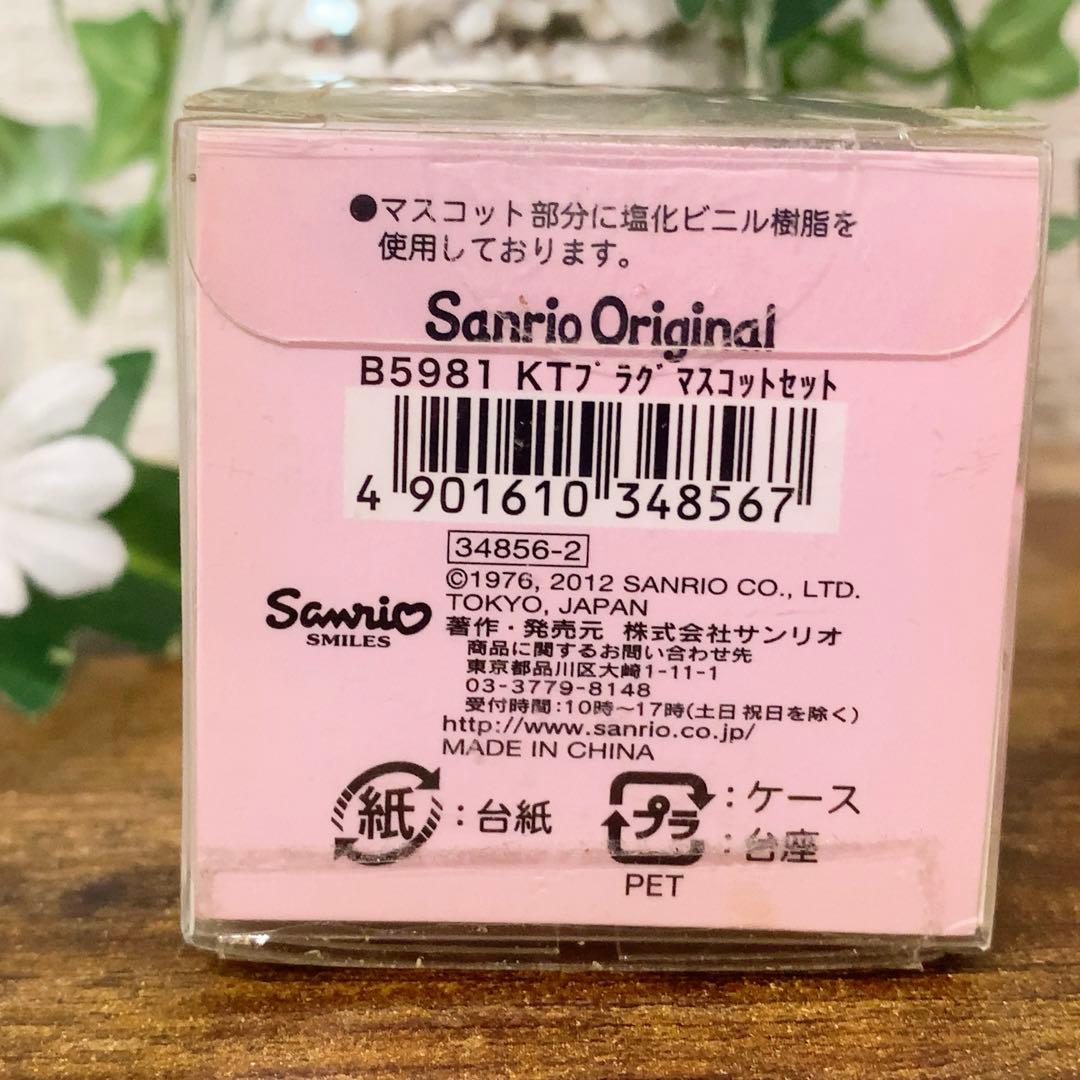 ●マスコット部分に塩化ビニル樹脂を
使用しております。
Sanrio Original
B5981 KTﾌﾟﾗｸﾞﾏｽｺｯﾄｾｯﾄ
4 901610 348567
34856-2
©1976, 2012 SANRIO CO., LTD.
TOKYO, JAPAN
Sanrio
SMILES
著作・発売元 株式会社サンリオ
商品に関するお問い合わせ先
東京都品川区大崎1-11-1
03-3779-8148
受付時間:10時〜17時(土日祝日を除く)
http://www.sanrio.co.jp/
MADE IN CHINA
紙:台紙
プラ:ケース
:台座
PET